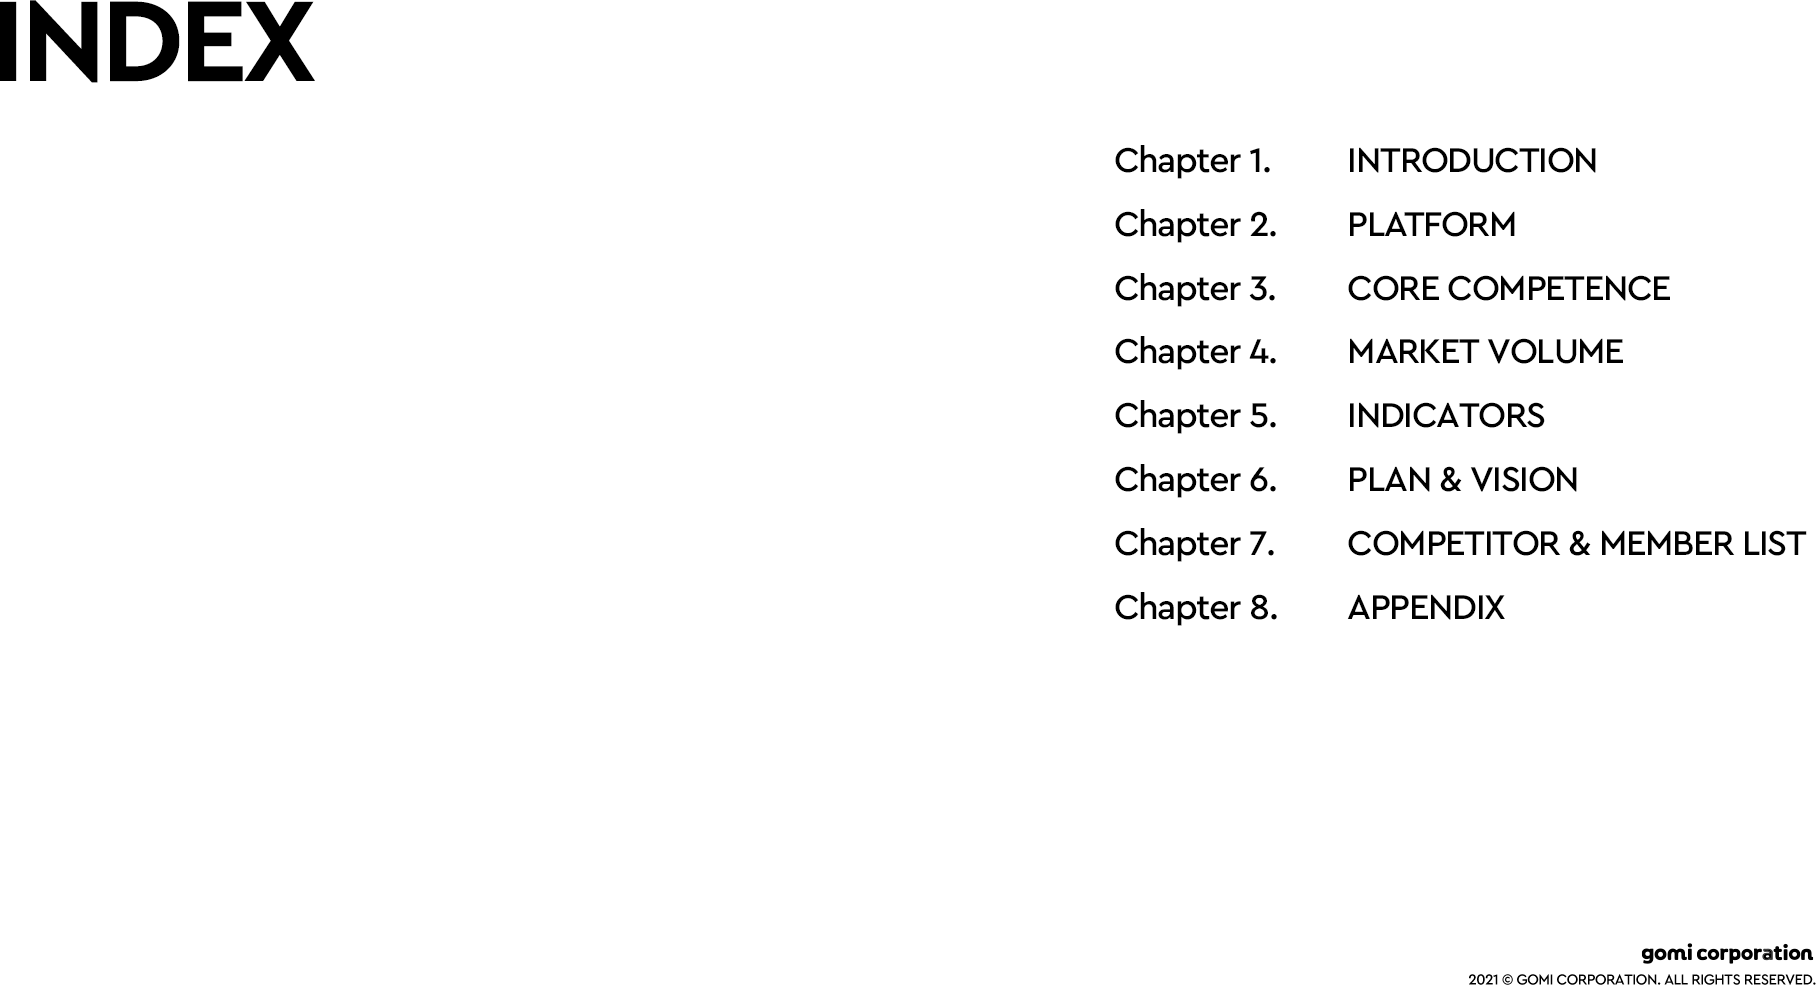 INDEX
Chapter 1. INTRODUCTION
Chapter 2. PLATFORM
Chapter 3. CORE COMPETENCE
Chapter 4. MARKET VOLUME
Chapter 5. INDICATORS
Chapter 6. PLAN & VISION
Chapter 7. COMPETITOR & MEMBER LIST
Chapter 8. APPENDIX
gomi corporation
2021 © GOMI CORPORATION. ALL RIGHTS RESERVED.